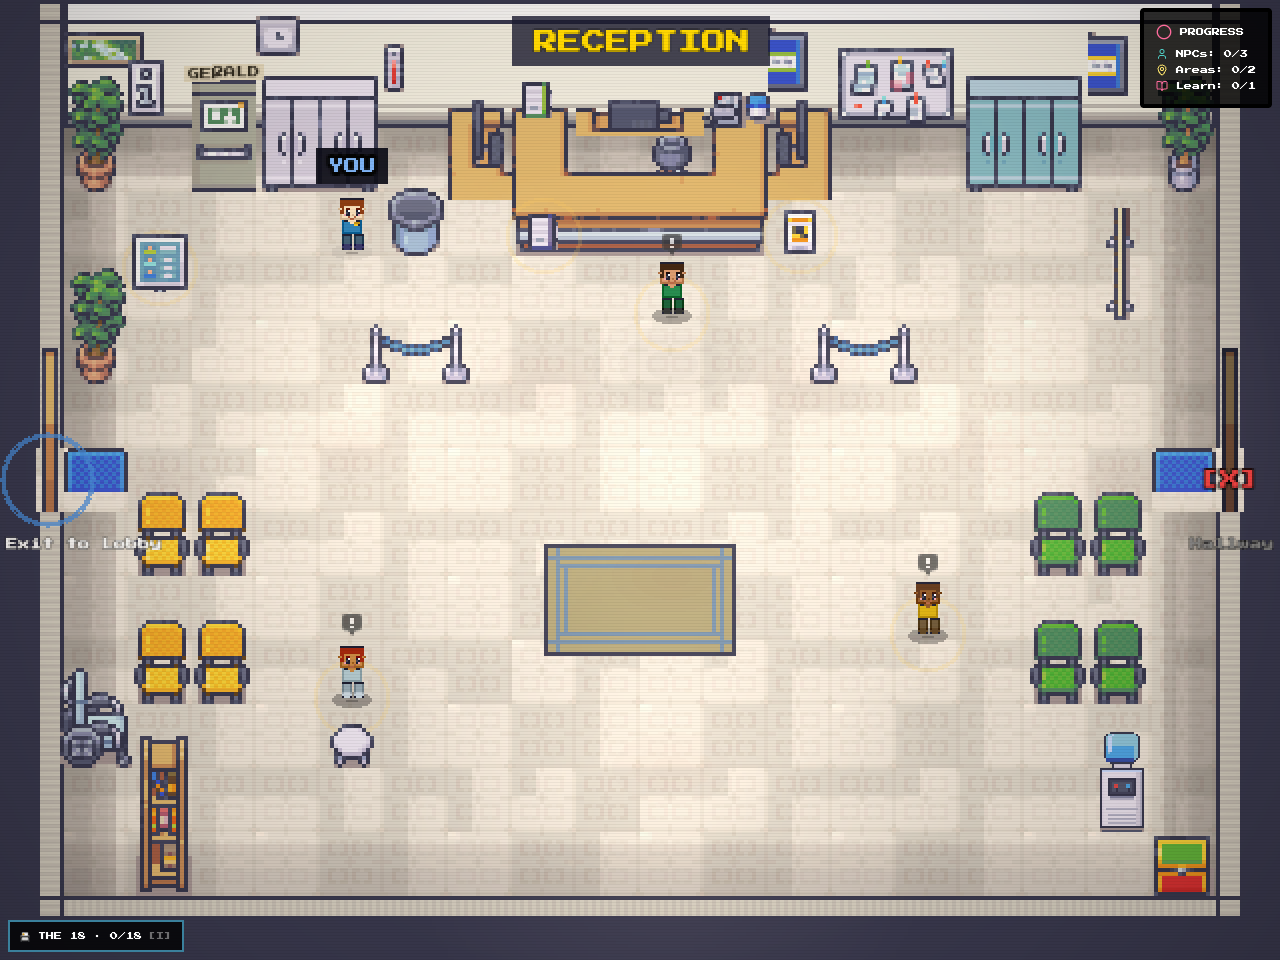 RECEPTION
PROGRESS
NPCs: 0/3
Areas: 0/2
Learn: 0/1
GERALD
YOU
!
[X]
Exit to Lobby
Hallway
!
!
THE 18 · 0/18 [I]